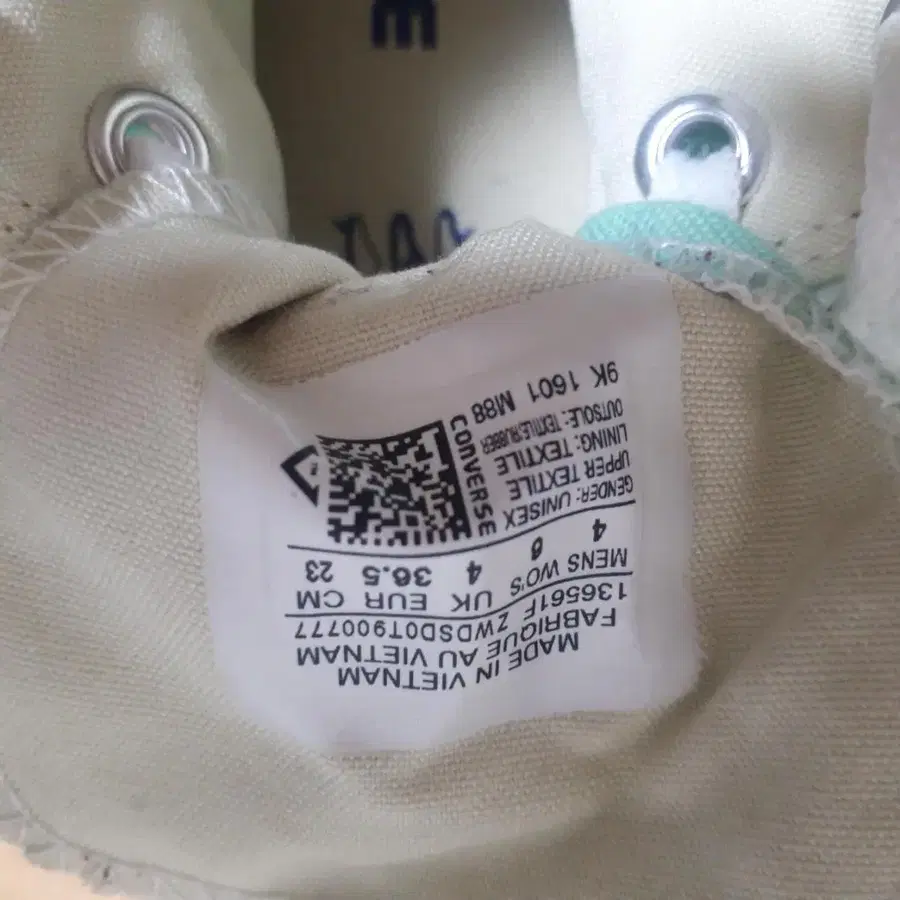 MADE IN VIETNAM
FABRIQUE AU VIETNAM
136561F ZWDSD0T900777
MENS WO'S UK EUR CM
4 6 4 36.5 23
GENDER: UNISEX
UPPER TEXTILE
LINING: TEXTILE
OUTSOLE: TEXTILE/RUBBER
9K 1601 M88
CONVERSE